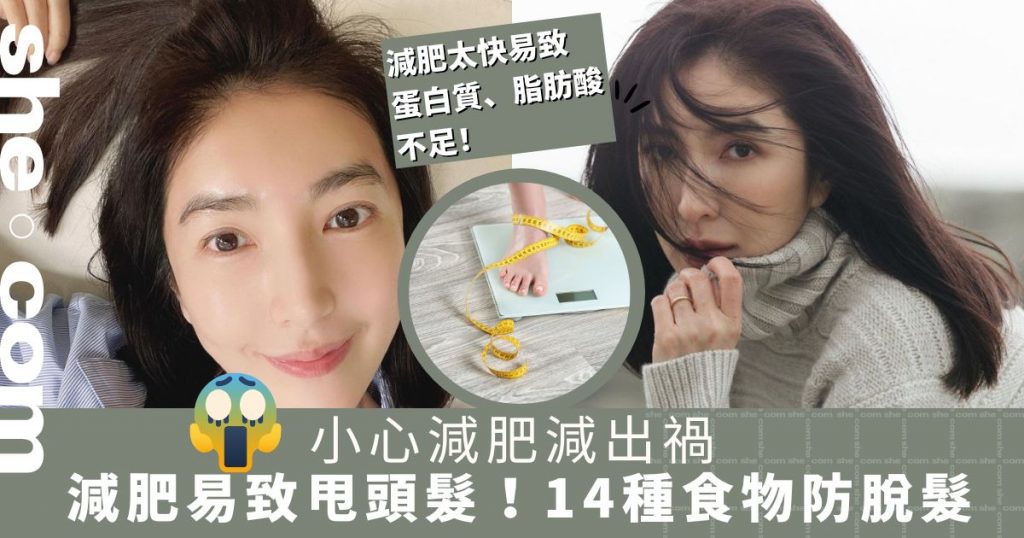 she.com
減肥太快易致
蛋白質、脂肪酸
不足！
小心減肥減出禍
減肥易致甩頭髮！14種食物防脫髮